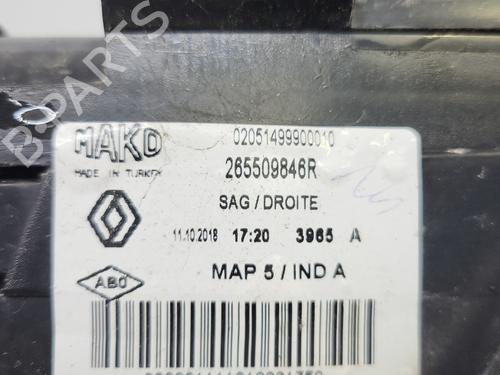 B-PARTS
MAKO
MADE IN TURKEY
02051499900010
265509846R
SAG / DROITE
11.10.2018 17:20 3965 A
ABO
MAP 5 / IND A